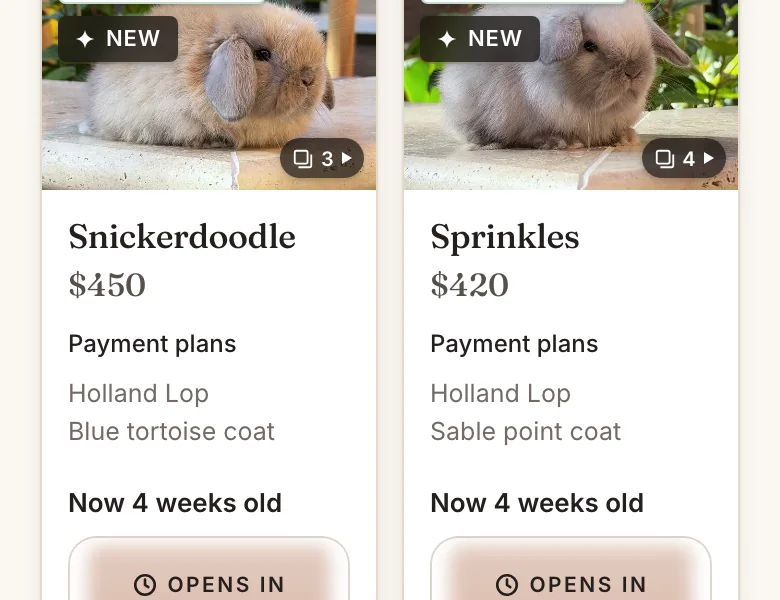 NEW
3
Snickerdoodle
$450
Payment plans
Holland Lop
Blue tortoise coat
Now 4 weeks old
OPENS IN
NEW
4
Sprinkles
$420
Payment plans
Holland Lop
Sable point coat
Now 4 weeks old
OPENS IN